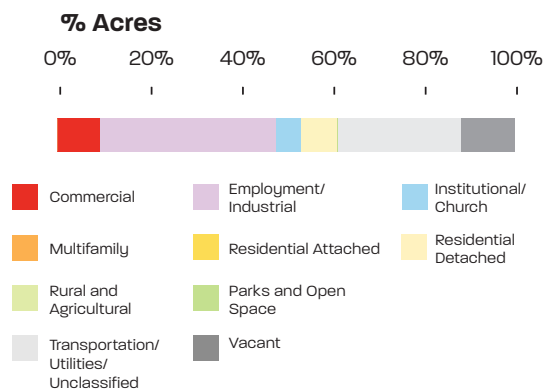 % Acres
0% 20% 40% 60% 80% 100%
Commercial
Employment/
Industrial
Institutional/
Church
Multifamily
Residential Attached
Residential
Detached
Rural and
Agricultural
Parks and Open
Space
Transportation/
Utilities/
Unclassified
Vacant